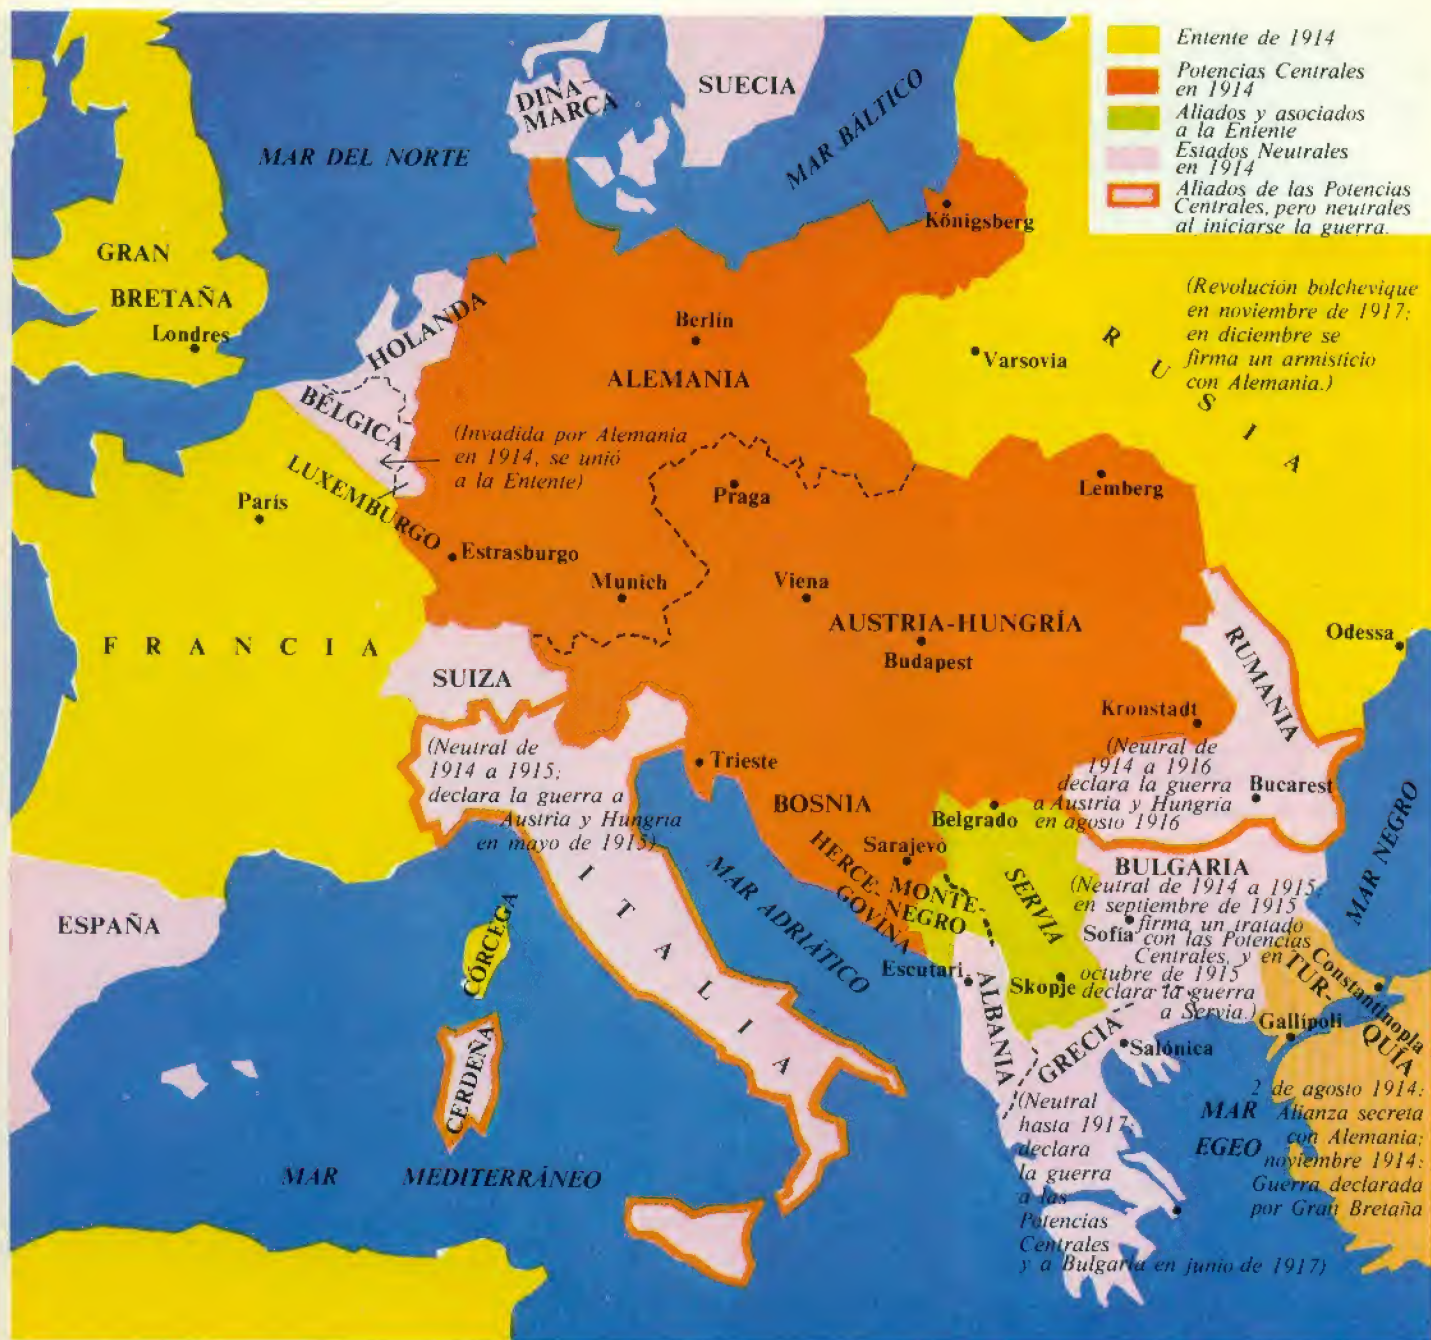 Entente de 1914
Potencias Centrales
en 1914
Aliados y asociados
a la Entente
Estados Neutrales
en 1914
Aliados de las Potencias
Centrales, pero neutrales
al iniciarse la guerra.
SUECIA
DINA-
MARCA
MAR DEL NORTE
MAR BÁLTICO
Königsberg
GRAN
BRETAÑA
Londres
HOLANDA
Berlín
ALEMANIA
Varsovia
RUSIA
(Revolución bolchevique
en noviembre de 1917;
en diciembre se
firma un armisticio
con Alemania.)
BÉLGICA
(Invadida por Alemania
en 1914, se unió
a la Entente)
LUXEMBURGO
París
Praga
Lemberg
Estrasburgo
Munich
Viena
AUSTRIA-HUNGRÍA
Budapest
FRANCIA
SUIZA
RUMANIA
Odessa
Kronstadt
(Neutral de
1914 a 1916
declara la guerra
a Austria y Hungría
en agosto 1916
Bucarest
(Neutral de
1914 a 1915;
declara la guerra a
Austria y Hungría
en mayo de 1915)
Trieste
BOSNIA
Belgrado
Sarajevo
HERCE-
GOVINA
MONTE-
NEGRO
SERVIA
MAR NEGRO
BULGARIA
(Neutral de 1914 a 1915;
en septiembre de 1915
firma un tratado
con las Potencias
Centrales, y en
octubre de 1915
declara la guerra
a Servia.)
Sofía
ESPAÑA
CÓRCEGA
ITALIA
MAR ADRIÁTICO
Escutari
Skopje
ALBANIA
TUR-
QUÍA
Constantinopla
Gallípoli
GRECIA
Salónica
CERDEÑA
(Neutral
hasta 1917;
declara
la guerra
a las
Potencias
Centrales
y a Bulgaria en junio de 1917)
MAR
EGEO
2 de agosto 1914:
Alianza secreta
con Alemania;
noviembre 1914:
Guerra declarada
por Gran Bretaña
MAR MEDITERRÁNEO